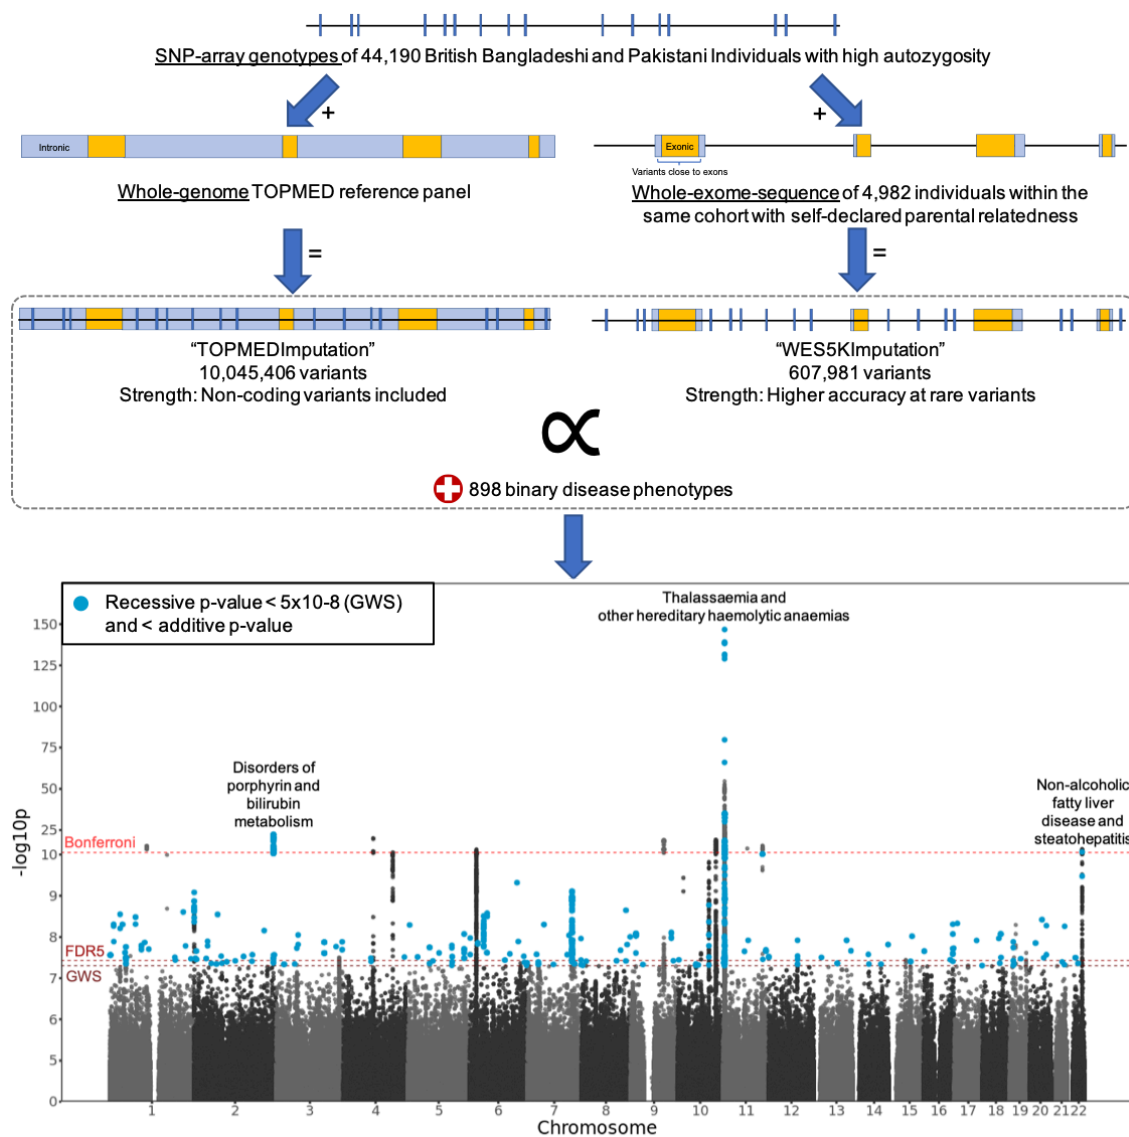 SNP-array genotypes of 44,190 British Bangladeshi and Pakistani Individuals with high autozygosity
+
+
Intronic
Exonic
Variants close to exons
Whole-genome TOPMED reference panel
Whole-exome-sequence of 4,982 individuals within the
same cohort with self-declared parental relatedness
=
=
"TOPMEDImputation"
10,045,406 variants
Strength: Non-coding variants included
"WES5KImputation"
607,981 variants
Strength: Higher accuracy at rare variants
∝
898 binary disease phenotypes
Recessive p-value < 5x10-8 (GWS)
and < additive p-value
Thalassaemia and
other hereditary haemolytic anaemias
Disorders of
porphyrin and
bilirubin
metabolism
Non-alcoholic
fatty liver
disease and
steatohepatitis
Bonferroni
FDR5
GWS
-log10p
150
125
100
75
50
25
10
9
8
7
6
5
0
1 2 3 4 5 6 7 8 9 10 11 12 13 14 15 16 17 18 19 20 21 22
Chromosome